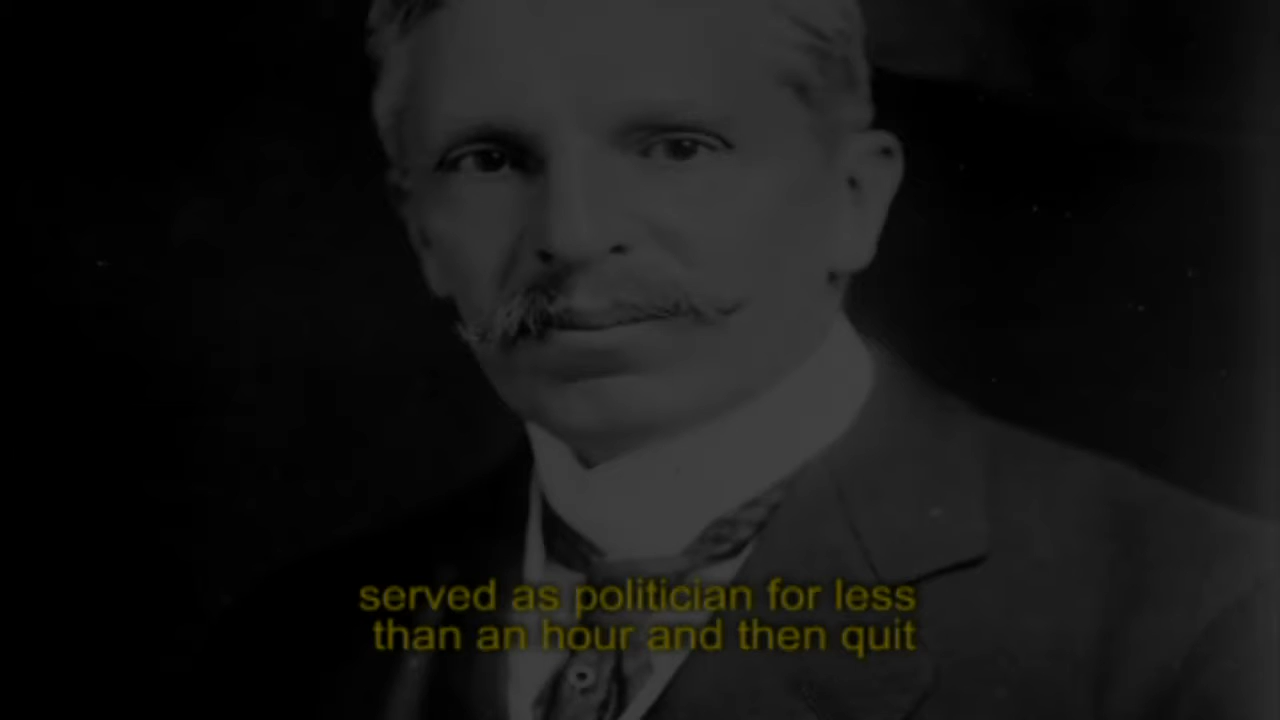 served as politician for less
than an hour and then quit